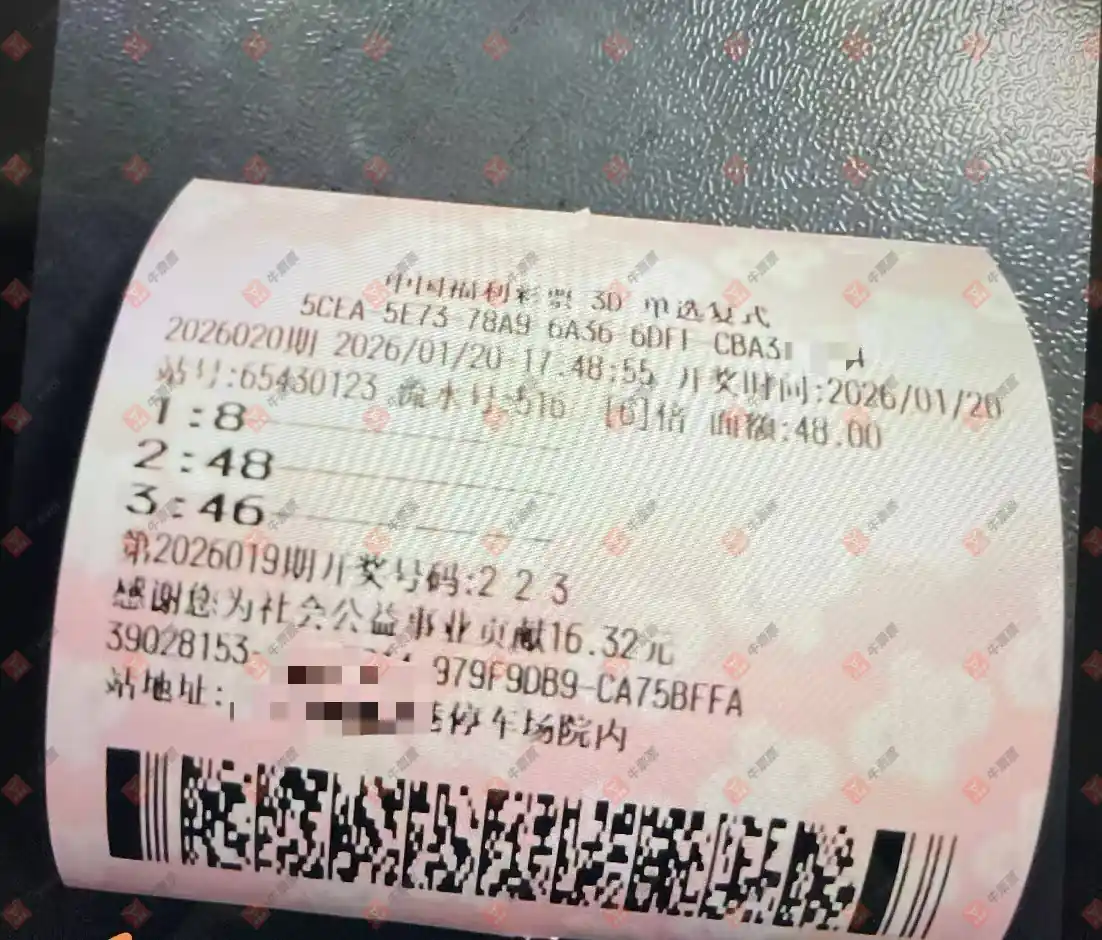 中国福利彩票 3D 单选复式
5CEA-5E73-78A9 6A36 6DFF CBA3
2026020期 2026/01/20-17:48:55 开奖时间:2026/01/20
站号:65430123 流水号:516 [6]倍 面额:48.00
1:8
2:48
3:46
第2026019期开奖号码:2 2 3
感谢您为社会公益事业贡献16.32元
39028153- 979F9DB9-CA75BFFA
站地址: 巷停车场院内
牛票票